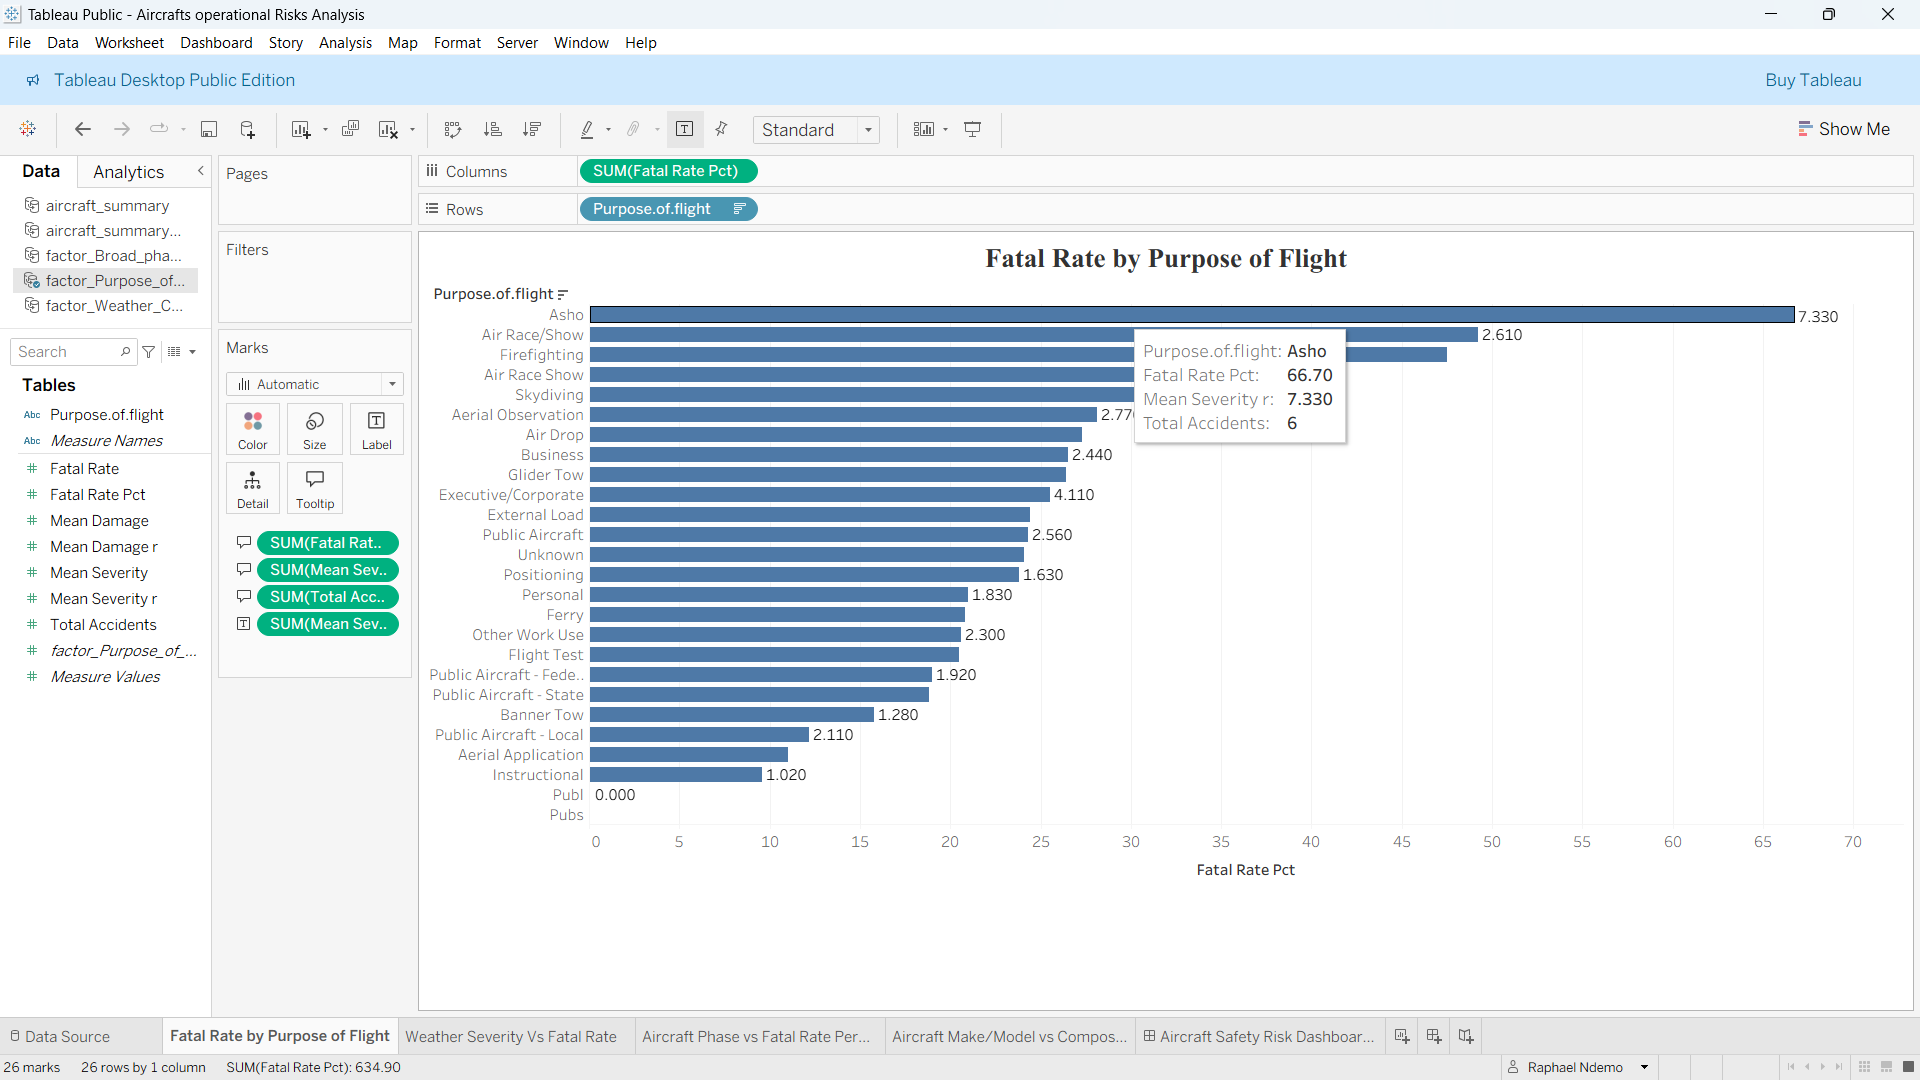 Tableau Public - Aircrafts operational Risks Analysis
File Data Worksheet Dashboard Story Analysis Map Format Server Window Help
Tableau Desktop Public Edition
Buy Tableau
Standard
Show Me
Data
Analytics
aircraft_summary
aircraft_summary...
factor_Broad_pha...
factor_Purpose_of...
factor_Weather_C...
Search
Tables
Abc Purpose.of.flight
Abc Measure Names
# Fatal Rate
# Fatal Rate Pct
# Mean Damage
# Mean Damage r
# Mean Severity
# Mean Severity r
# Total Accidents
# factor_Purpose_of_...
# Measure Values
Pages
Filters
Marks
Automatic
Color
Size
Label
Detail
Tooltip
SUM(Fatal Rat..
SUM(Mean Sev..
SUM(Total Acc..
SUM(Mean Sev..
Columns
SUM(Fatal Rate Pct)
Rows
Purpose.of.flight
Fatal Rate by Purpose of Flight
Purpose.of.flight
Asho 7.330
Air Race/Show 2.610
Firefighting
Air Race Show
Skydiving
Aerial Observation 2.77
Air Drop
Business 2.440
Glider Tow
Executive/Corporate 4.110
External Load
Public Aircraft 2.560
Unknown
Positioning 1.630
Personal 1.830
Ferry
Other Work Use 2.300
Flight Test
Public Aircraft - Fede.. 1.920
Public Aircraft - State
Banner Tow 1.280
Public Aircraft - Local 2.110
Aerial Application
Instructional 1.020
Publ 0.000
Pubs
Purpose.of.flight: Asho
Fatal Rate Pct: 66.70
Mean Severity r: 7.330
Total Accidents: 6
0 5 10 15 20 25 30 35 40 45 50 55 60 65 70
Fatal Rate Pct
Data Source
Fatal Rate by Purpose of Flight
Weather Severity Vs Fatal Rate
Aircraft Phase vs Fatal Rate Per...
Aircraft Make/Model vs Compos...
Aircraft Safety Risk Dashboar...
26 marks
26 rows by 1 column
SUM(Fatal Rate Pct): 634.90
Raphael Ndemo